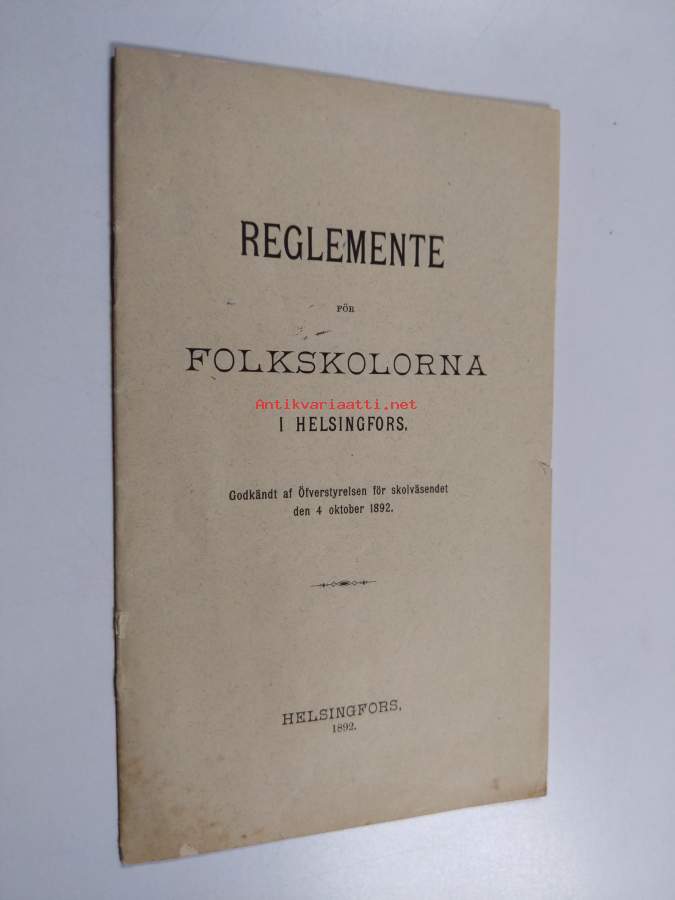 REGLEMENTE
FÖR
FOLKSKOLORNA
Antikvariaatti.net
I HELSINGFORS.
Godkändt af Öfverstyrelsen för skolväsendet
den 4 oktober 1892.
HELSINGFORS.
1892.